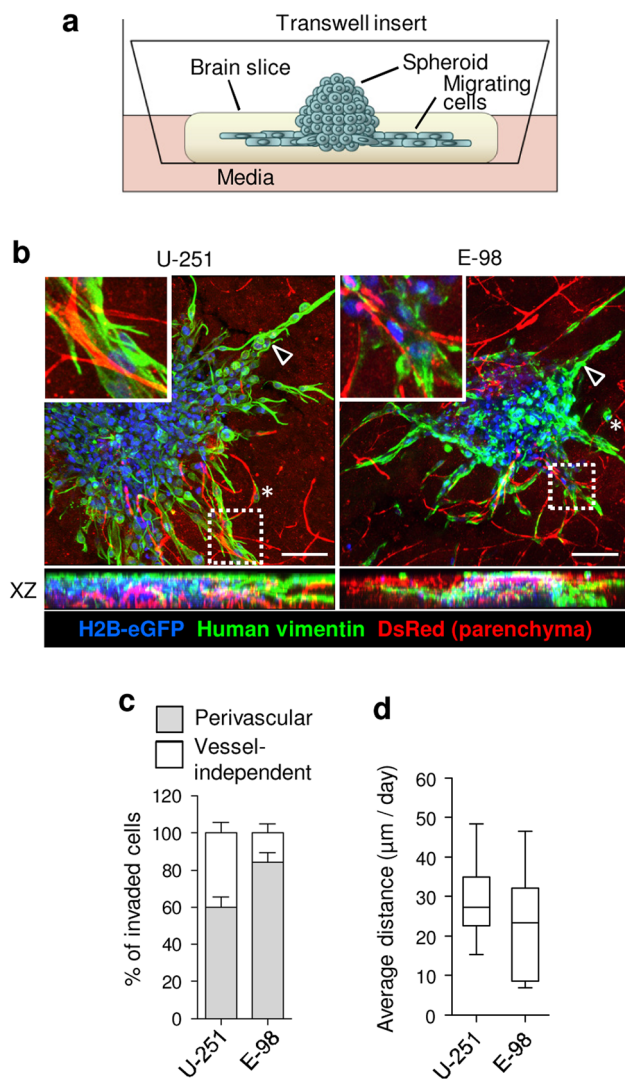 a
Transwell insert
Brain slice
Spheroid
Migrating
cells
Media
b
U-251
E-98
*
*
XZ
H2B-eGFP Human vimentin DsRed (parenchyma)
c
Perivascular
Vessel-
independent
% of invaded cells
120
100
80
60
40
20
0
U-251
E-98
d
Average distance (µm / day)
60
50
40
30
20
10
0
U-251
E-98